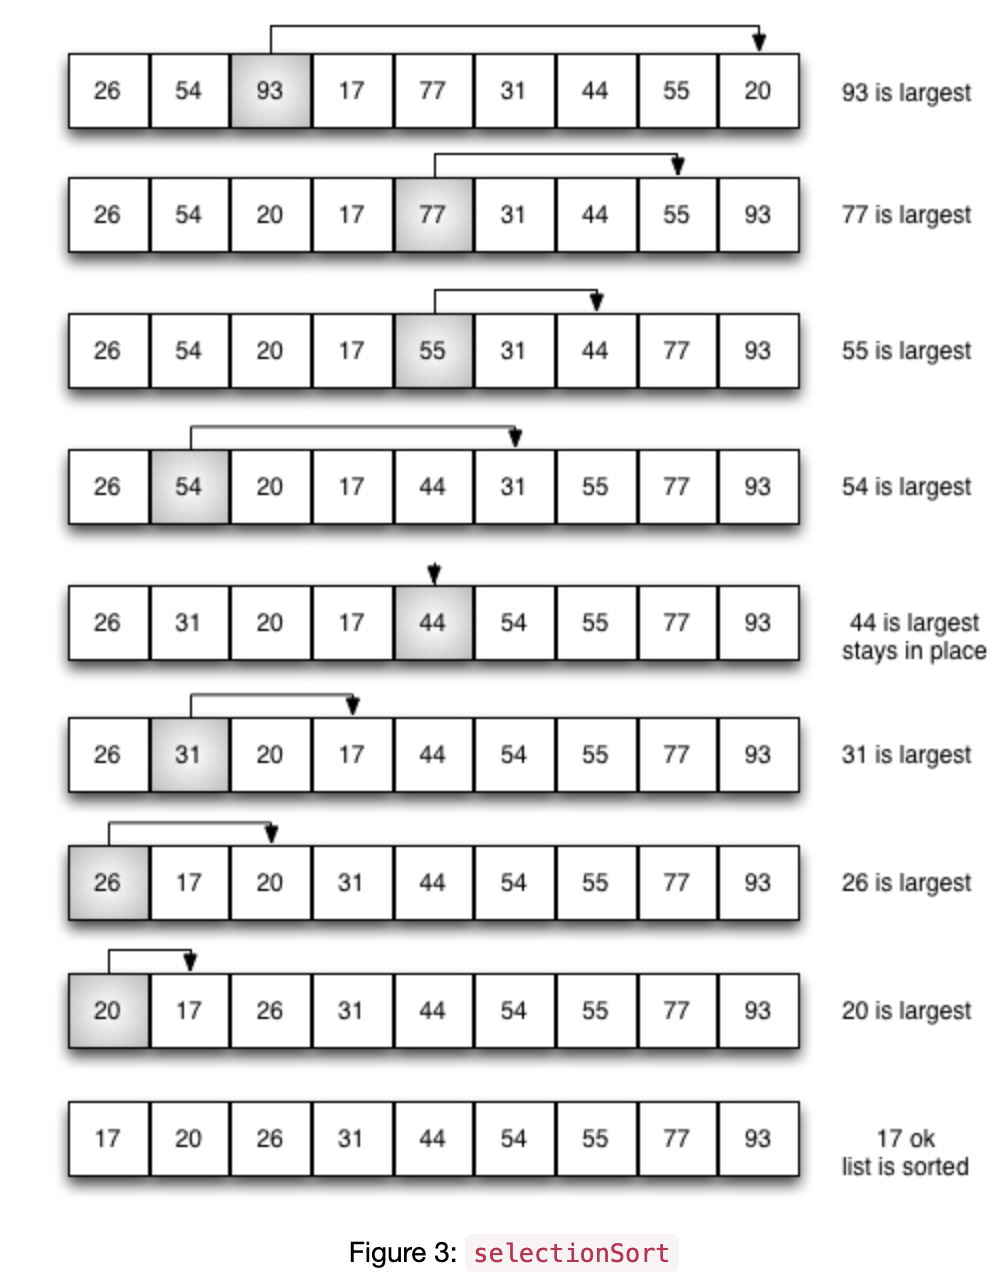 26 54 93 17 77 31 44 55 20 93 is largest
26 54 20 17 77 31 44 55 93 77 is largest
26 54 20 17 55 31 44 77 93 55 is largest
26 54 20 17 44 31 55 77 93 54 is largest
26 31 20 17 44 54 55 77 93 44 is largest
stays in place
26 31 20 17 44 54 55 77 93 31 is largest
26 17 20 31 44 54 55 77 93 26 is largest
20 17 26 31 44 54 55 77 93 20 is largest
17 20 26 31 44 54 55 77 93 17 ok
list is sorted
Figure 3: selectionSort